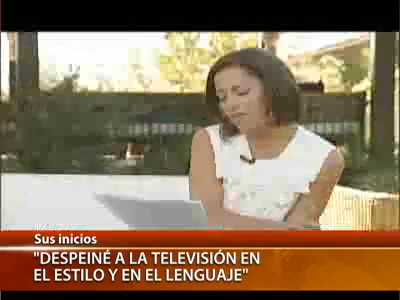 Sus inicios
"DESPEINÉ A LA TELEVISIÓN EN
EL ESTILO Y EN EL LENGUAJE"